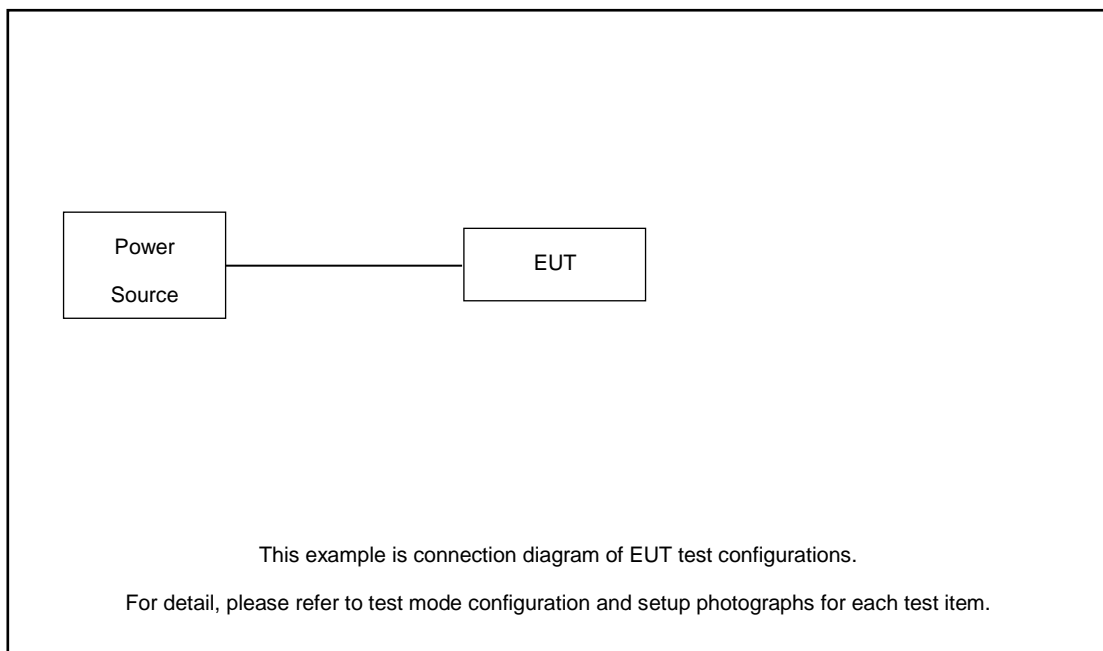 Power
Source
EUT
This example is connection diagram of EUT test configurations.
For detail, please refer to test mode configuration and setup photographs for each test item.